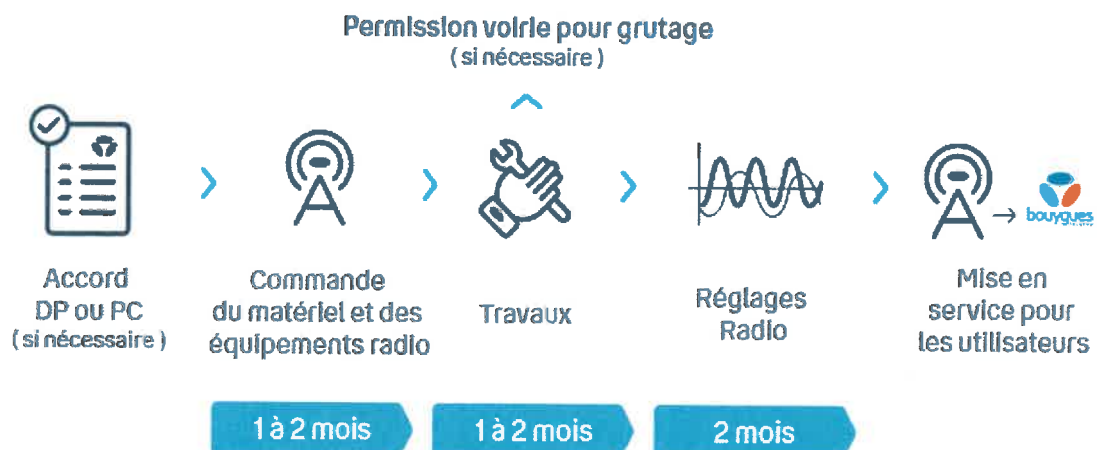 Permission voirie pour grutage
( si nécessaire )
bouygues
Accord
DP ou PC
( si nécessaire )
Commande
du matériel et des
équipements radio
Travaux
Réglages
Radio
Mise en
service pour
les utilisateurs
1 à 2 mois
1 à 2 mois
2 mois